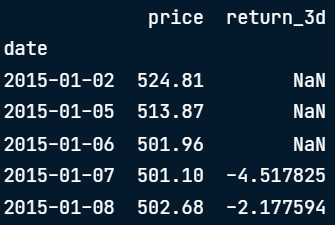 price return_3d
date
2015-01-02 524.81 NaN
2015-01-05 513.87 NaN
2015-01-06 501.96 NaN
2015-01-07 501.10 -4.517825
2015-01-08 502.68 -2.177594